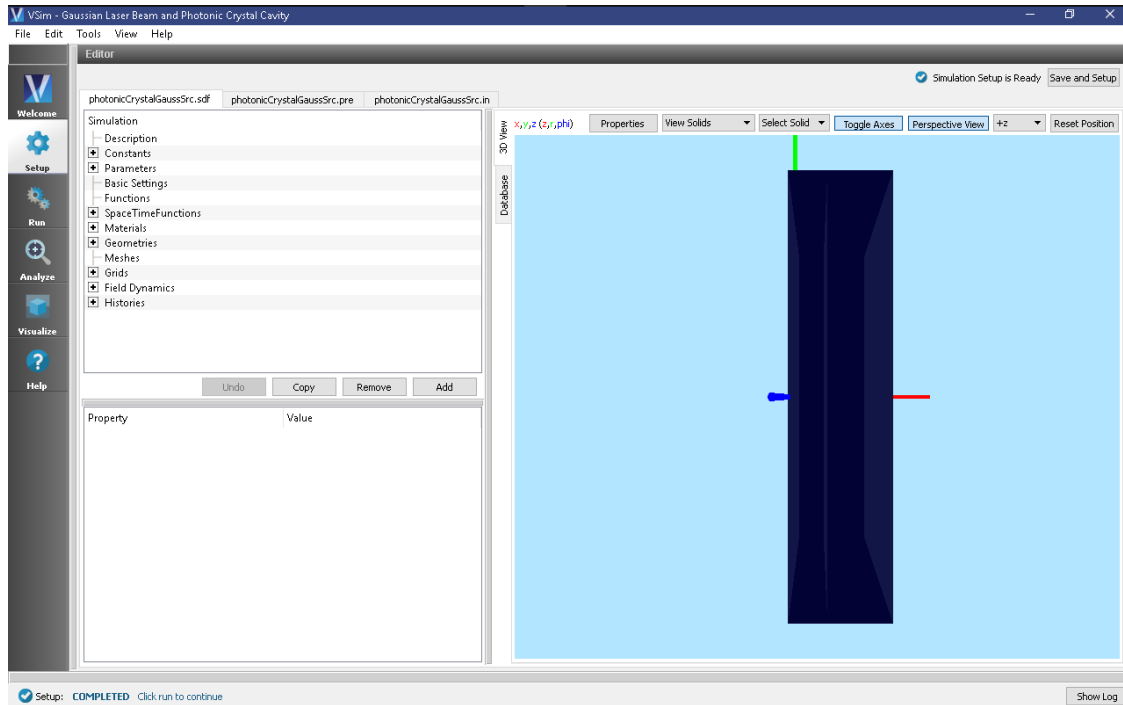 VSim - Gaussian Laser Beam and Photonic Crystal Cavity
File Edit Tools View Help
Editor
Simulation Setup is Ready Save and Setup
photonicCrystalGaussSrc.sdf photonicCrystalGaussSrc.pre photonicCrystalGaussSrc.in
Welcome
Setup
Run
Analyze
Visualize
Help
Simulation
Description
Constants
Parameters
Basic Settings
Functions
SpaceTimeFunctions
Materials
Geometries
Meshes
Grids
Field Dynamics
Histories
Undo Copy Remove Add
Property Value
3D View
Database
x,y,z (z,r,phi) Properties View Solids Select Solid Toggle Axes Perspective View +z Reset Position
Setup: COMPLETED Click run to continue
Show Log